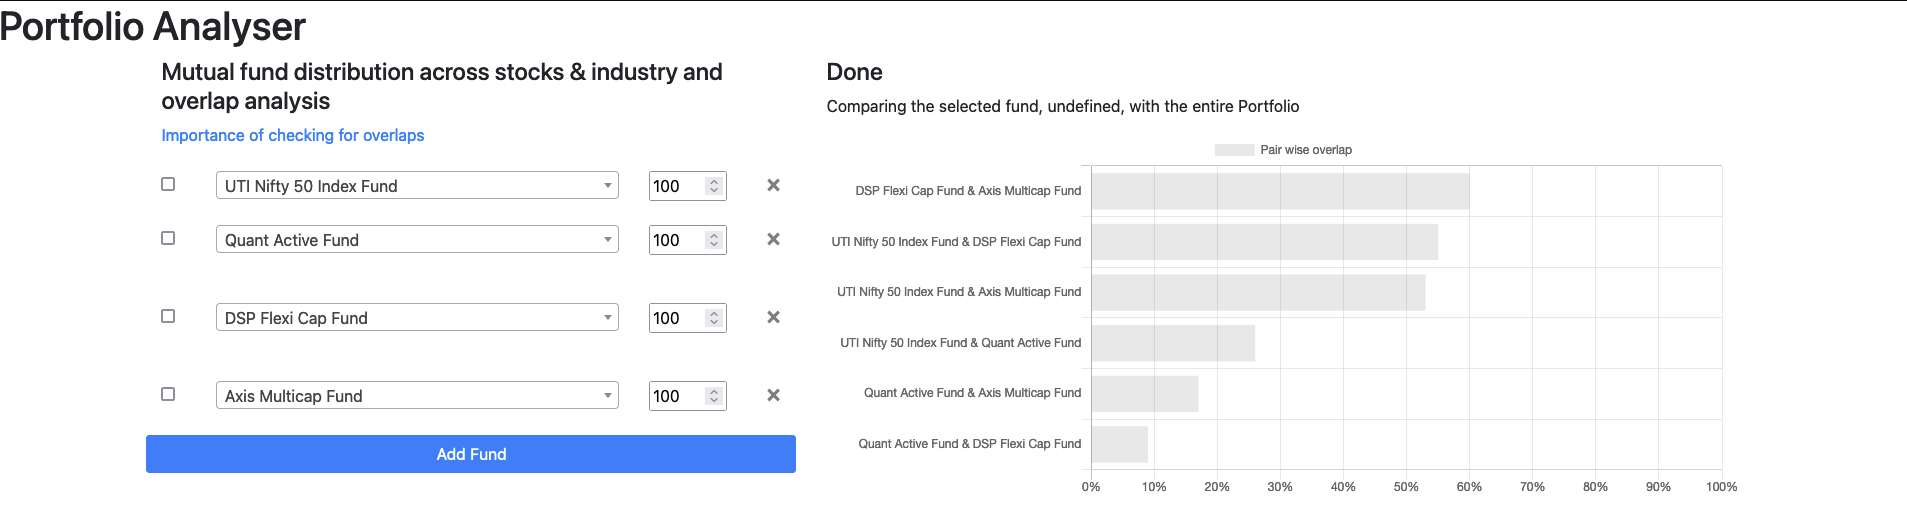 Portfolio Analyser
Mutual fund distribution across stocks & industry and
overlap analysis
Importance of checking for overlaps
UTI Nifty 50 Index Fund 100
Quant Active Fund 100
DSP Flexi Cap Fund 100
Axis Multicap Fund 100
Add Fund
Done
Comparing the selected fund, undefined, with the entire Portfolio
Pair wise overlap
DSP Flexi Cap Fund & Axis Multicap Fund
UTI Nifty 50 Index Fund & DSP Flexi Cap Fund
UTI Nifty 50 Index Fund & Axis Multicap Fund
UTI Nifty 50 Index Fund & Quant Active Fund
Quant Active Fund & Axis Multicap Fund
Quant Active Fund & DSP Flexi Cap Fund
0% 10% 20% 30% 40% 50% 60% 70% 80% 90% 100%